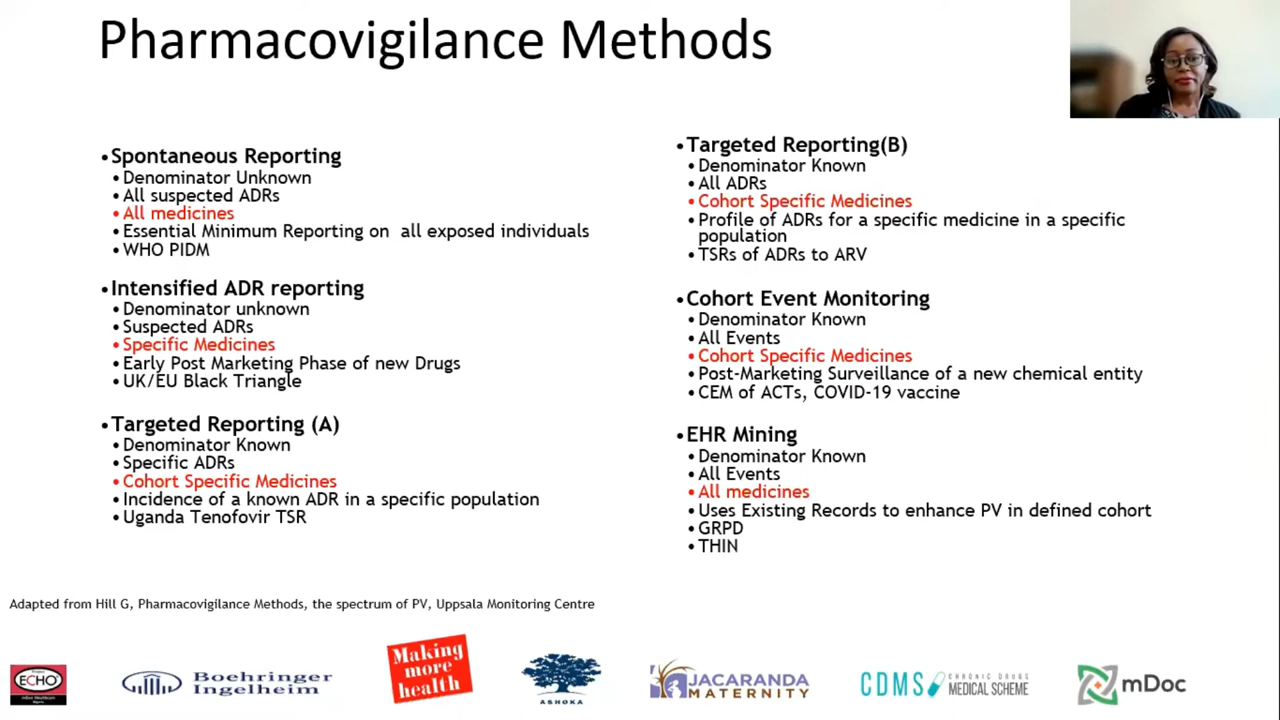 Pharmacovigilance Methods
•Spontaneous Reporting
•Denominator Unknown
•All suspected ADRs
•All medicines
•Essential Minimum Reporting on all exposed individuals
•WHO PIDM
•Intensified ADR reporting
•Denominator unknown
•Suspected ADRs
•Specific Medicines
•Early Post Marketing Phase of new Drugs
•UK/EU Black Triangle
•Targeted Reporting (A)
•Denominator Known
•Specific ADRs
•Cohort Specific Medicines
•Incidence of a known ADR in a specific population
•Uganda Tenofovir TSR
•Targeted Reporting(B)
•Denominator Known
•All ADRs
•Cohort Specific Medicines
•Profile of ADRs for a specific medicine in a specific
population
•TSRs of ADRs to ARV
•Cohort Event Monitoring
•Denominator Known
•All Events
•Cohort Specific Medicines
•Post-Marketing Surveillance of a new chemical entity
•CEM of ACTs, COVID-19 vaccine
•EHR Mining
•Denominator Known
•All Events
•All medicines
•Uses Existing Records to enhance PV in defined cohort
•GRPD
•THIN
Adapted from Hill G, Pharmacovigilance Methods, the spectrum of PV, Uppsala Monitoring Centre
ECHO
Boehringer
Ingelheim
Making
more
health
ASHOKA
JACARANDA
MATERNITY
CDMS
CHRONIC DRUGS
MEDICAL SCHEME
mDoc